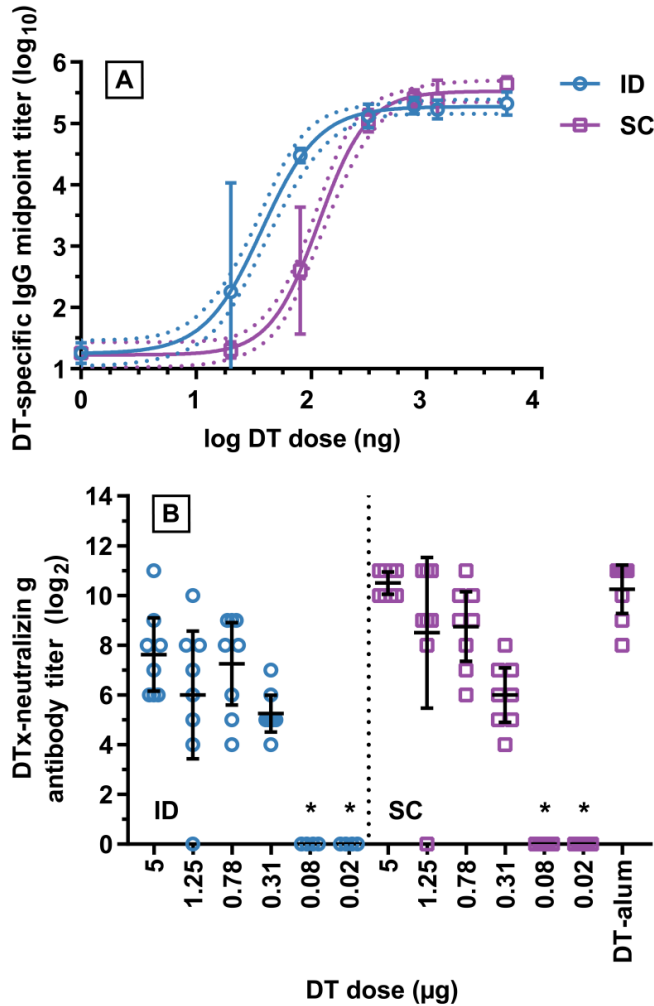 A
DT-specific IgG midpoint titer (log10)
6
5
4
3
2
1
0
1
2
3
4
log DT dose (ng)
ID
SC
B
DTx-neutralizin g
antibody titer (log2)
14
12
10
8
6
4
2
0
ID
* *
SC
* *
5
1.25
0.78
0.31
0.08
0.02
5
1.25
0.78
0.31
0.08
0.02
DT-alum
DT dose (µg)